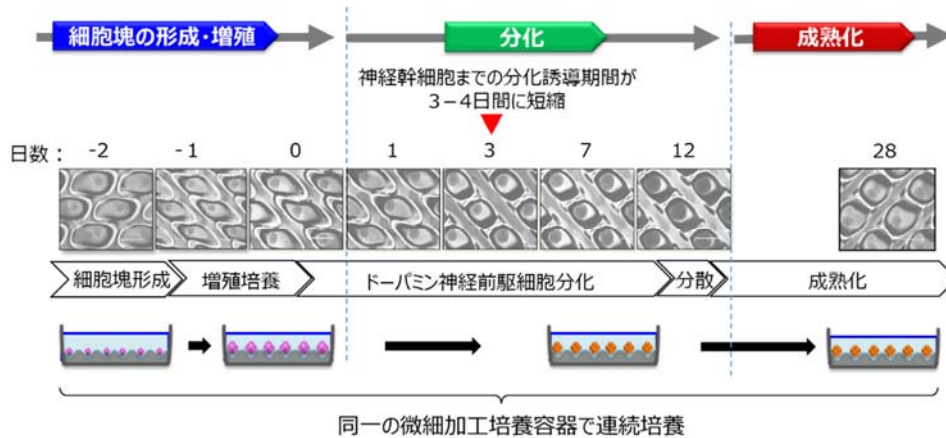 細胞塊の形成・増殖
分化
成熟化
神経幹細胞までの分化誘導期間が
3－4日間に短縮
日数： -2 -1 0 1 3 7 12 28
細胞塊形成 増殖培養 ドーパミン神経前駆細胞分化 分散 成熟化
同一の微細加工培養容器で連続培養